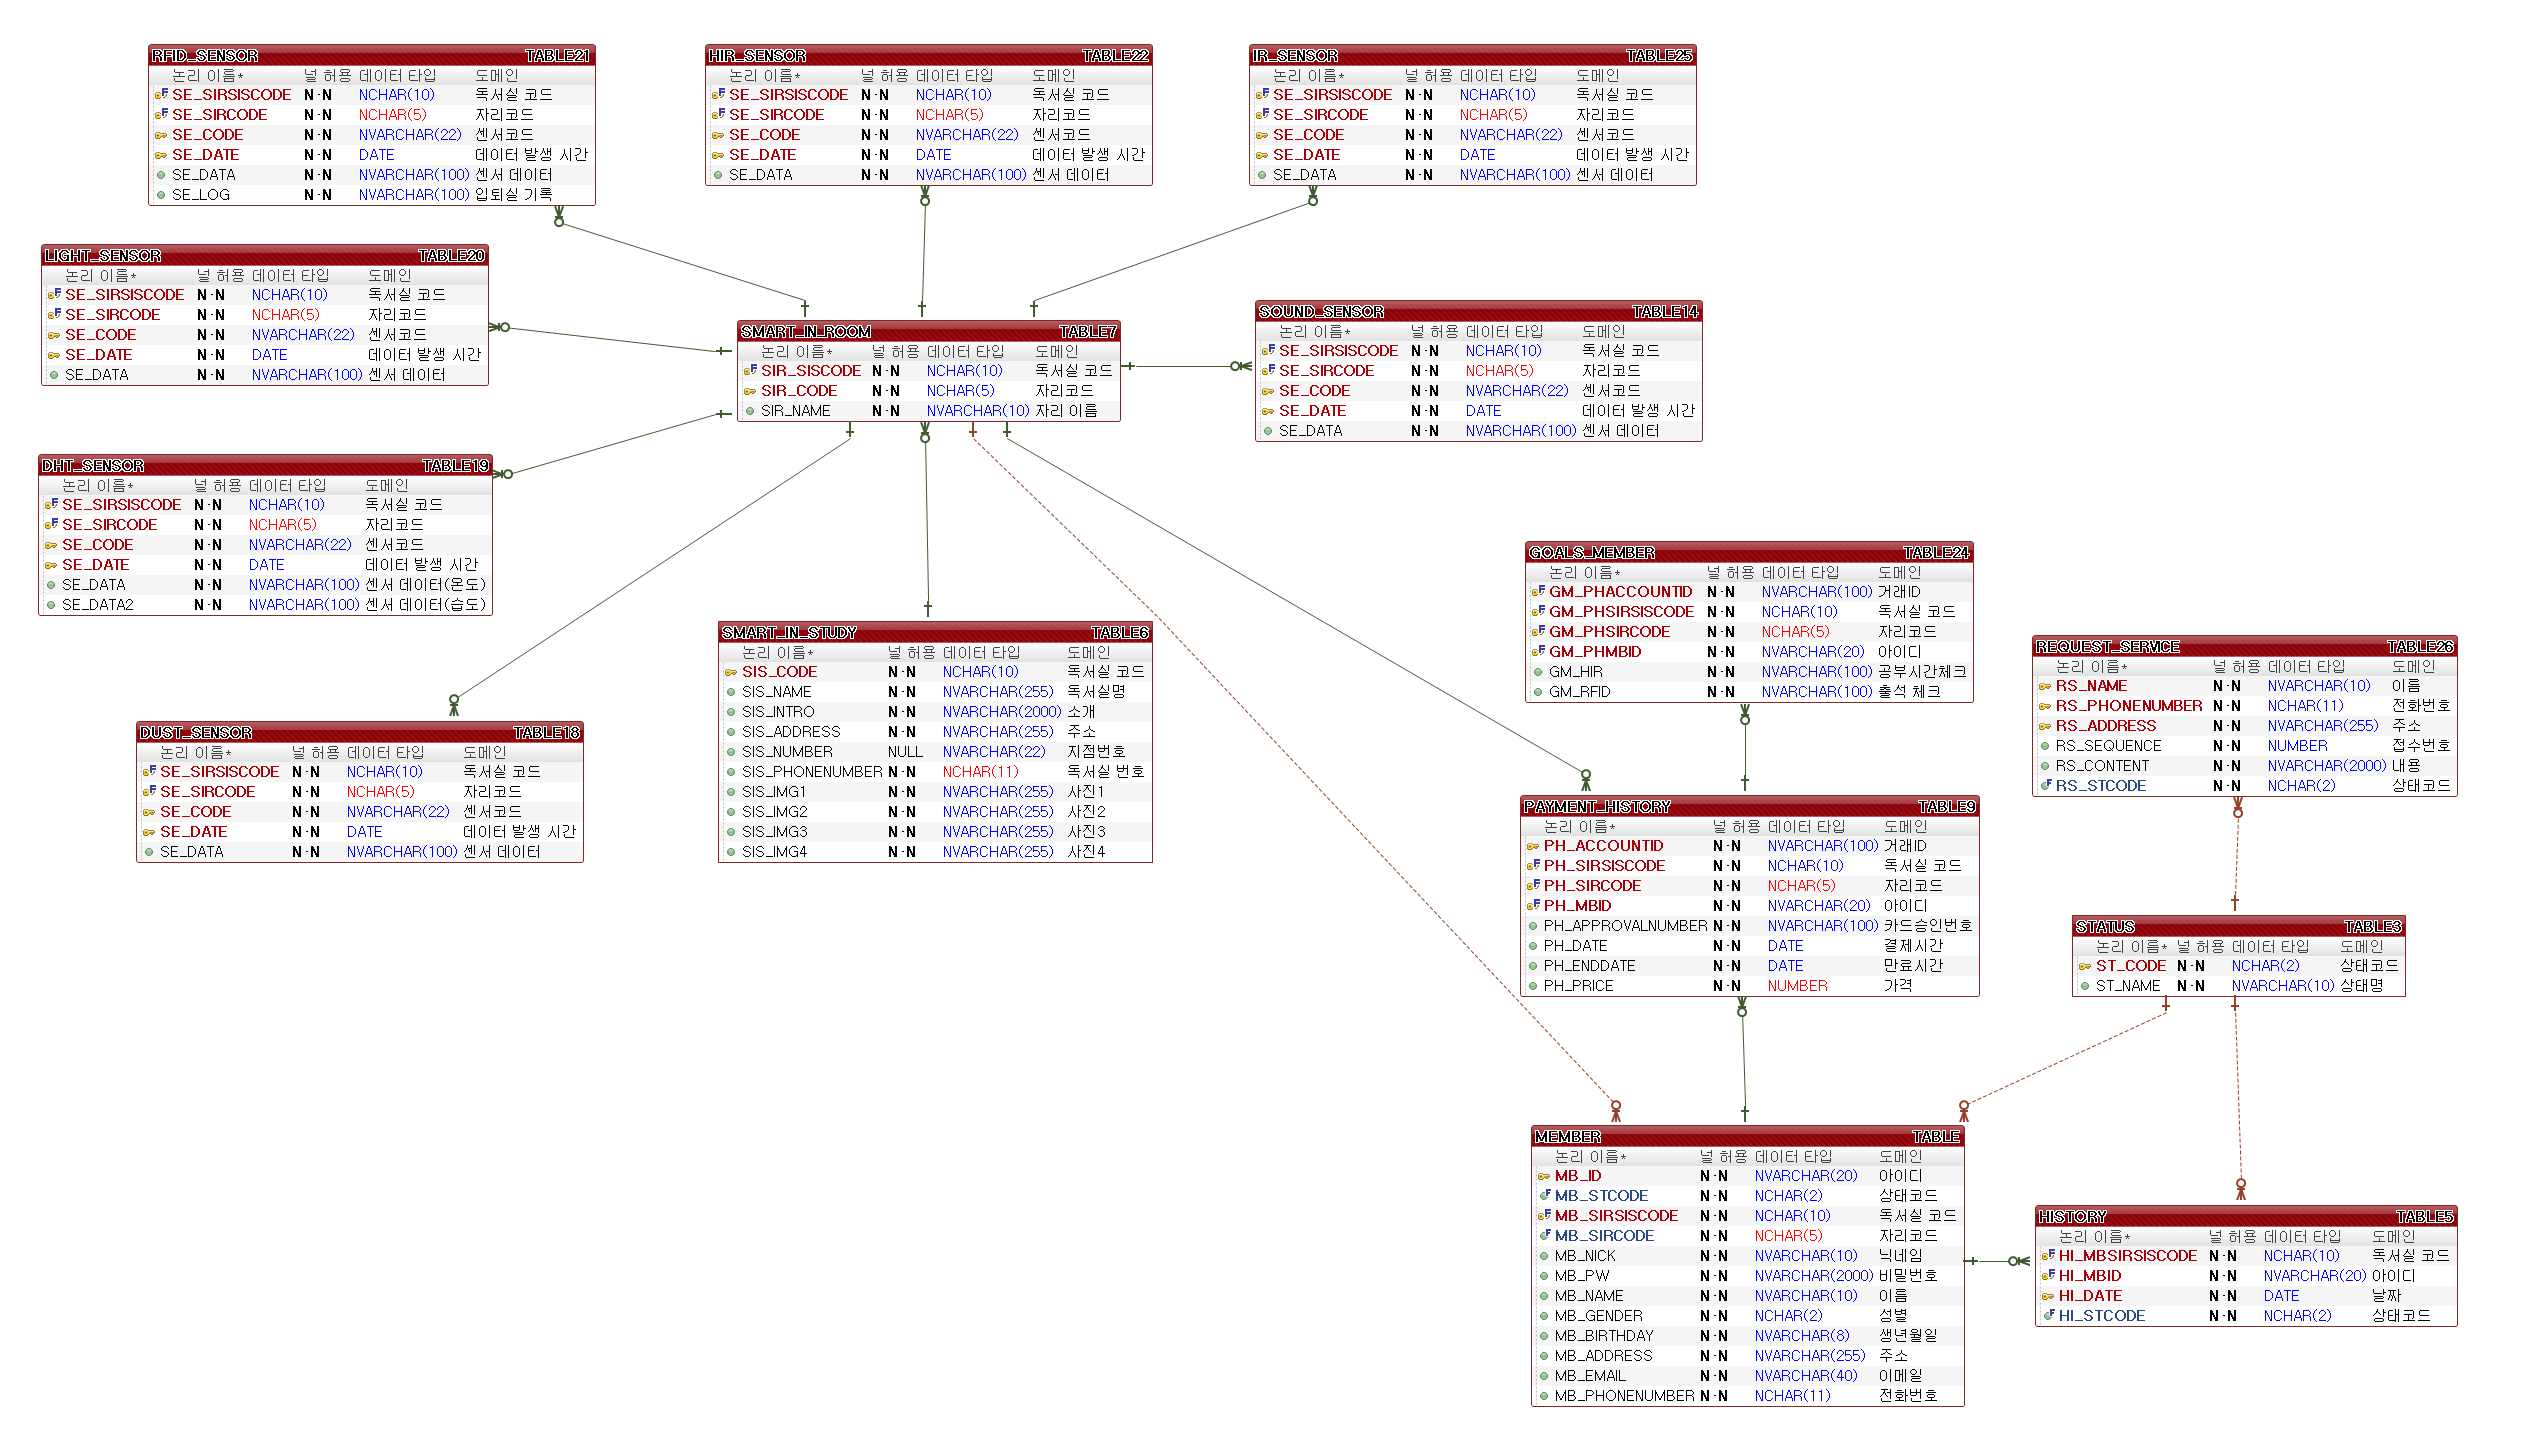 RFID_SENSOR TABLE21
논리 이름* 널 허용 데이터 타입 도메인
SE_SIRSISCODE N·N NCHAR(10) 독서실 코드
SE_SIRCODE N·N NCHAR(5) 자리코드
SE_CODE N·N NVARCHAR(22) 센서코드
SE_DATE N·N DATE 데이터 발생 시간
SE_DATA N·N NVARCHAR(100) 센서 데이터
SE_LOG N·N NVARCHAR(100) 입퇴실 기록
HIR_SENSOR TABLE22
논리 이름* 널 허용 데이터 타입 도메인
SE_SIRSISCODE N·N NCHAR(10) 독서실 코드
SE_SIRCODE N·N NCHAR(5) 자리코드
SE_CODE N·N NVARCHAR(22) 센서코드
SE_DATE N·N DATE 데이터 발생 시간
SE_DATA N·N NVARCHAR(100) 센서 데이터
IR_SENSOR TABLE25
논리 이름* 널 허용 데이터 타입 도메인
SE_SIRSISCODE N·N NCHAR(10) 독서실 코드
SE_SIRCODE N·N NCHAR(5) 자리코드
SE_CODE N·N NVARCHAR(22) 센서코드
SE_DATE N·N DATE 데이터 발생 시간
SE_DATA N·N NVARCHAR(100) 센서 데이터
LIGHT_SENSOR TABLE20
논리 이름* 널 허용 데이터 타입 도메인
SE_SIRSISCODE N·N NCHAR(10) 독서실 코드
SE_SIRCODE N·N NCHAR(5) 자리코드
SE_CODE N·N NVARCHAR(22) 센서코드
SE_DATE N·N DATE 데이터 발생 시간
SE_DATA N·N NVARCHAR(100) 센서 데이터
SMART_IN_ROOM TABLE7
논리 이름* 널 허용 데이터 타입 도메인
SIR_SISCODE N·N NCHAR(10) 독서실 코드
SIR_CODE N·N NCHAR(5) 자리코드
SIR_NAME N·N NVARCHAR(10) 자리 이름
SOUND_SENSOR TABLE14
논리 이름* 널 허용 데이터 타입 도메인
SE_SIRSISCODE N·N NCHAR(10) 독서실 코드
SE_SIRCODE N·N NCHAR(5) 자리코드
SE_CODE N·N NVARCHAR(22) 센서코드
SE_DATE N·N DATE 데이터 발생 시간
SE_DATA N·N NVARCHAR(100) 센서 데이터
DHT_SENSOR TABLE19
논리 이름* 널 허용 데이터 타입 도메인
SE_SIRSISCODE N·N NCHAR(10) 독서실 코드
SE_SIRCODE N·N NCHAR(5) 자리코드
SE_CODE N·N NVARCHAR(22) 센서코드
SE_DATE N·N DATE 데이터 발생 시간
SE_DATA N·N NVARCHAR(100) 센서 데이터(온도)
SE_DATA2 N·N NVARCHAR(100) 센서 데이터(습도)
DUST_SENSOR TABLE18
논리 이름* 널 허용 데이터 타입 도메인
SE_SIRSISCODE N·N NCHAR(10) 독서실 코드
SE_SIRCODE N·N NCHAR(5) 자리코드
SE_CODE N·N NVARCHAR(22) 센서코드
SE_DATE N·N DATE 데이터 발생 시간
SE_DATA N·N NVARCHAR(100) 센서 데이터
SMART_IN_STUDY TABLE6
논리 이름* 널 허용 데이터 타입 도메인
SIS_CODE N·N NCHAR(10) 독서실 코드
SIS_NAME N·N NVARCHAR(255) 독서실명
SIS_INTRO N·N NVARCHAR(2000) 소개
SIS_ADDRESS N·N NVARCHAR(255) 주소
SIS_NUMBER NULL NVARCHAR(22) 지점번호
SIS_PHONENUMBER N·N NCHAR(11) 독서실 번호
SIS_IMG1 N·N NVARCHAR(255) 사진1
SIS_IMG2 N·N NVARCHAR(255) 사진2
SIS_IMG3 N·N NVARCHAR(255) 사진3
SIS_IMG4 N·N NVARCHAR(255) 사진4
GOALS_MEMBER TABLE24
논리 이름* 널 허용 데이터 타입 도메인
GM_PHACCOUNTID N·N NVARCHAR(100) 거래ID
GM_PHSIRSISCODE N·N NCHAR(10) 독서실 코드
GM_PHSIRCODE N·N NCHAR(5) 자리코드
GM_PHMBID N·N NVARCHAR(20) 아이디
GM_HIR N·N NVARCHAR(100) 공부시간체크
GM_RFID N·N NVARCHAR(100) 출석 체크
REQUEST_SERVICE TABLE26
논리 이름* 널 허용 데이터 타입 도메인
RS_NAME N·N NVARCHAR(10) 이름
RS_PHONENUMBER N·N NCHAR(11) 전화번호
RS_ADDRESS N·N NVARCHAR(255) 주소
RS_SEQUENCE N·N NUMBER 접수번호
RS_CONTENT N·N NVARCHAR(2000) 내용
RS_STCODE N·N NCHAR(2) 상태코드
PAYMENT_HISTORY TABLE9
논리 이름* 널 허용 데이터 타입 도메인
PH_ACCOUNTID N·N NVARCHAR(100) 거래ID
PH_SIRSISCODE N·N NCHAR(10) 독서실 코드
PH_SIRCODE N·N NCHAR(5) 자리코드
PH_MBID N·N NVARCHAR(20) 아이디
PH_APPROVALNUMBER N·N NVARCHAR(100) 카드승인번호
PH_DATE N·N DATE 결제시간
PH_ENDDATE N·N DATE 만료시간
PH_PRICE N·N NUMBER 가격
STATUS TABLE3
논리 이름* 널 허용 데이터 타입 도메인
ST_CODE N·N NCHAR(2) 상태코드
ST_NAME N·N NVARCHAR(10) 상태명
MEMBER TABLE
논리 이름* 널 허용 데이터 타입 도메인
MB_ID N·N NVARCHAR(20) 아이디
MB_STCODE N·N NCHAR(2) 상태코드
MB_SIRSISCODE N·N NCHAR(10) 독서실 코드
MB_SIRCODE N·N NCHAR(5) 자리코드
MB_NICK N·N NVARCHAR(10) 닉네임
MB_PW N·N NVARCHAR(2000) 비밀번호
MB_NAME N·N NVARCHAR(10) 이름
MB_GENDER N·N NCHAR(2) 성별
MB_BIRTHDAY N·N NVARCHAR(8) 생년월일
MB_ADDRESS N·N NVARCHAR(255) 주소
MB_EMAIL N·N NVARCHAR(40) 이메일
MB_PHONENUMBER N·N NCHAR(11) 전화번호
HISTORY TABLE5
논리 이름* 널 허용 데이터 타입 도메인
HI_MBSIRSISCODE N·N NCHAR(10) 독서실 코드
HI_MBID N·N NVARCHAR(20) 아이디
HI_DATE N·N DATE 날짜
HI_STCODE N·N NCHAR(2) 상태코드